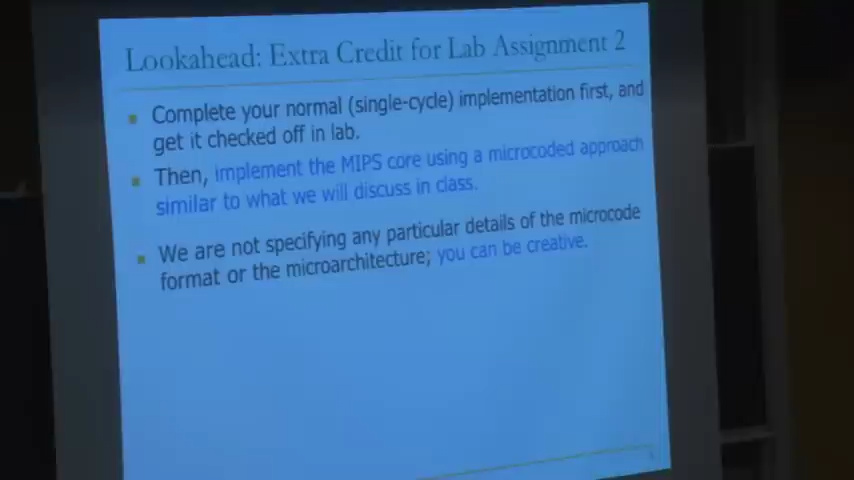 Lookahead: Extra Credit for Lab Assignment 2
Complete your normal (single-cycle) implementation first, and
get it checked off in lab.
Then, implement the MIPS core using a microcoded approach
similar to what we will discuss in class.
We are not specifying any particular details of the microcode
format or the microarchitecture; you can be creative.